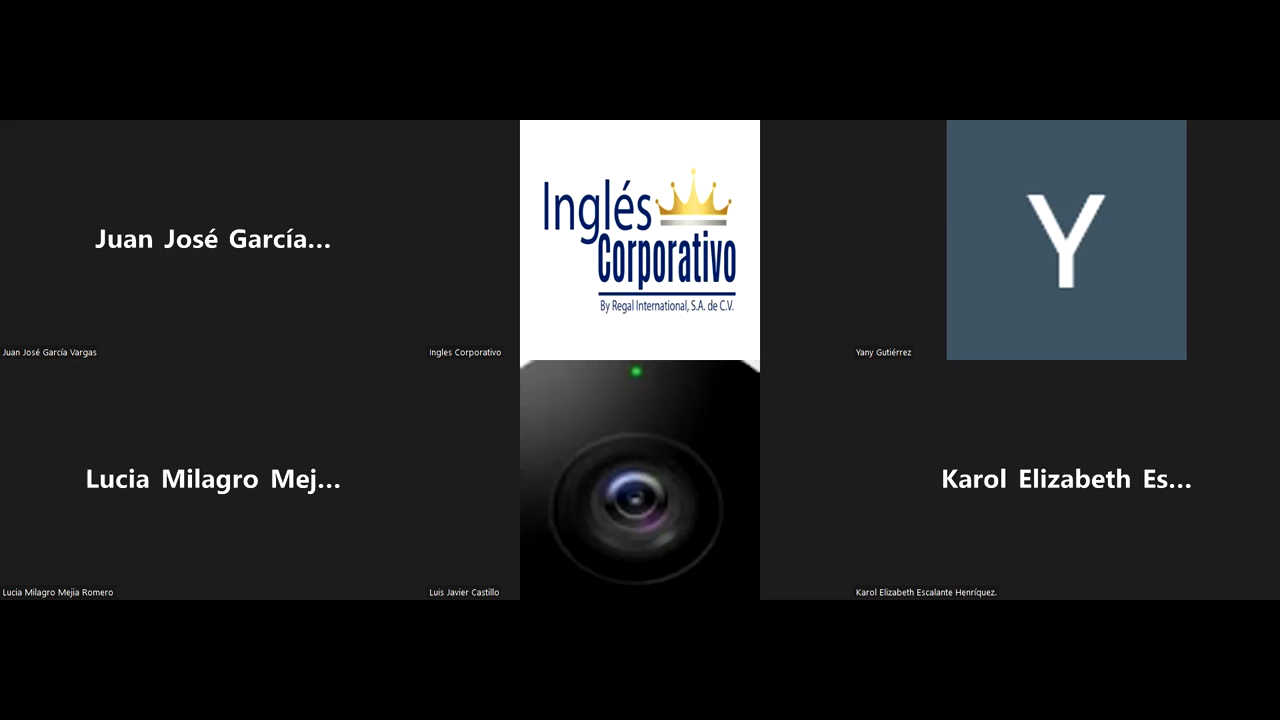 Juan José García...
Juan José García Vargas
Inglés
Corporativo
By Regal International, S.A. de C.V.
Ingles Corporativo
Y
Yany Gutiérrez
Lucia Milagro Mej...
Lucia Milagro Mejia Romero
Luis Javier Castillo
Karol Elizabeth Es...
Karol Elizabeth Escalante Henríquez.